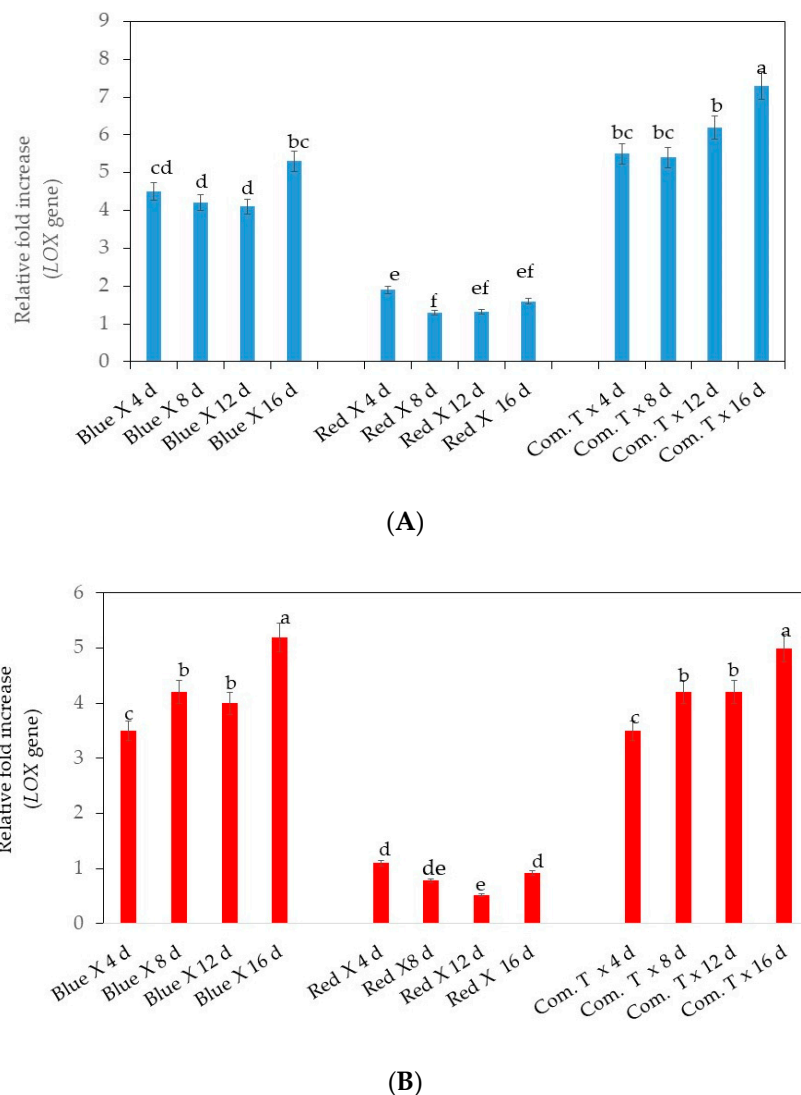 9
8
7
6
5
4
3
2
1
0
Relative fold increase
(LOX gene)
cd
d
d
bc
e
f
ef
ef
bc
bc
b
a
Blue X 4 d
Blue X 8 d
Blue X 12 d
Blue X 16 d
Red X 4 d
Red X 8 d
Red X 12 d
Red X 16 d
Com. T x 4 d
Com. T x 8 d
Com. T x 12 d
Com. T x 16 d
(A)
6
5
4
3
2
1
0
Relative fold increase
(LOX gene)
c
b
b
a
d
de
e
d
c
b
b
a
Blue X 4 d
Blue X 8 d
Blue X 12 d
Blue X 16 d
Red X 4 d
Red X8 d
Red X 12 d
Red X 16 d
Com. T x 4 d
Com. T x 8 d
Com. T x 12 d
Com. T x 16 d
(B)